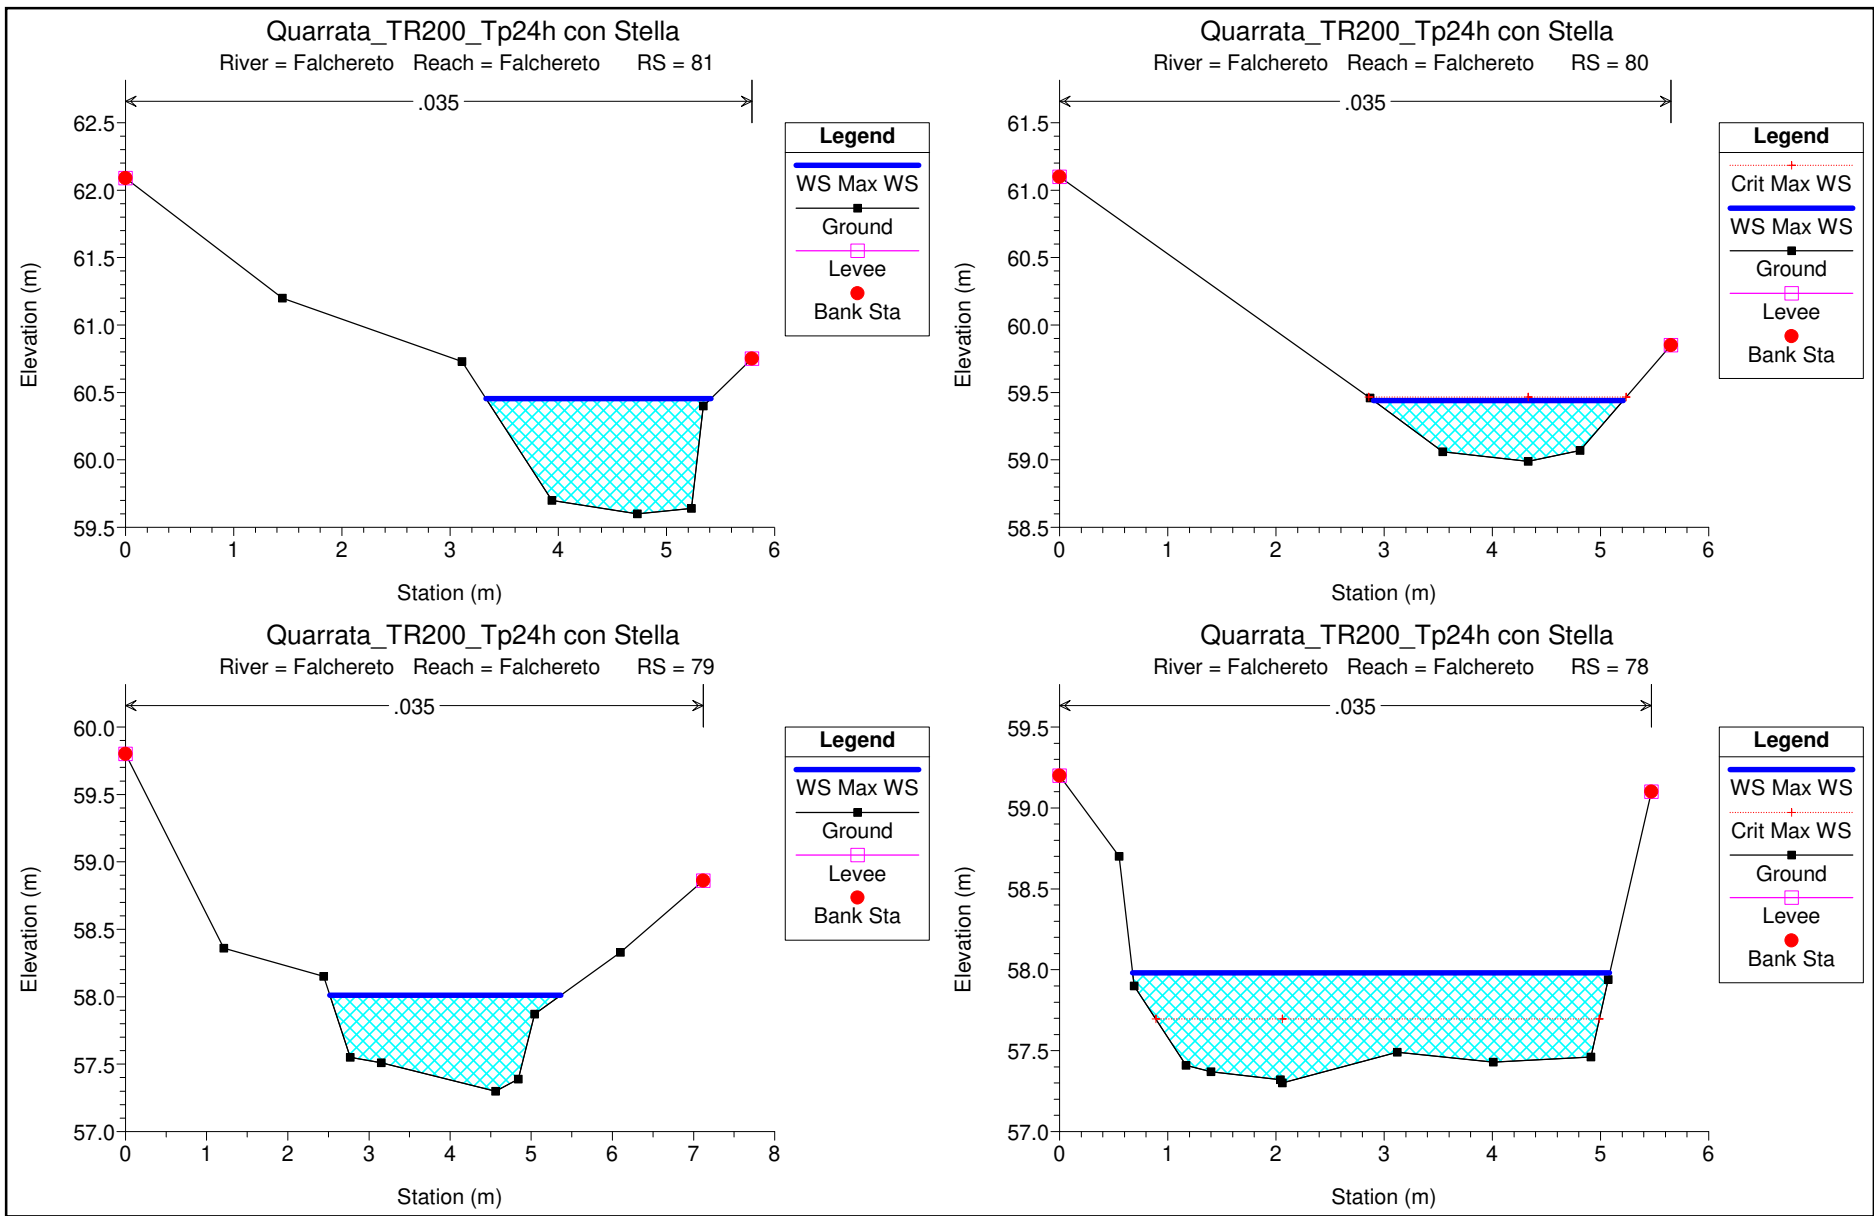 Quarrata_TR200_Tp24h con Stella
River = Falchereto Reach = Falchereto RS = 81
.035
62.5
62.0
61.5
61.0
60.5
60.0
59.5
Elevation (m)
0 1 2 3 4 5 6
Station (m)
Legend
WS Max WS
Ground
Levee
Bank Sta
Quarrata_TR200_Tp24h con Stella
River = Falchereto Reach = Falchereto RS = 80
.035
61.5
61.0
60.5
60.0
59.5
59.0
58.5
Elevation (m)
0 1 2 3 4 5 6
Station (m)
Legend
Crit Max WS
WS Max WS
Ground
Levee
Bank Sta
Quarrata_TR200_Tp24h con Stella
River = Falchereto Reach = Falchereto RS = 79
.035
60.0
59.5
59.0
58.5
58.0
57.5
57.0
Elevation (m)
0 1 2 3 4 5 6 7 8
Station (m)
Legend
WS Max WS
Ground
Levee
Bank Sta
Quarrata_TR200_Tp24h con Stella
River = Falchereto Reach = Falchereto RS = 78
.035
59.5
59.0
58.5
58.0
57.5
57.0
Elevation (m)
0 1 2 3 4 5 6
Station (m)
Legend
WS Max WS
Crit Max WS
Ground
Levee
Bank Sta